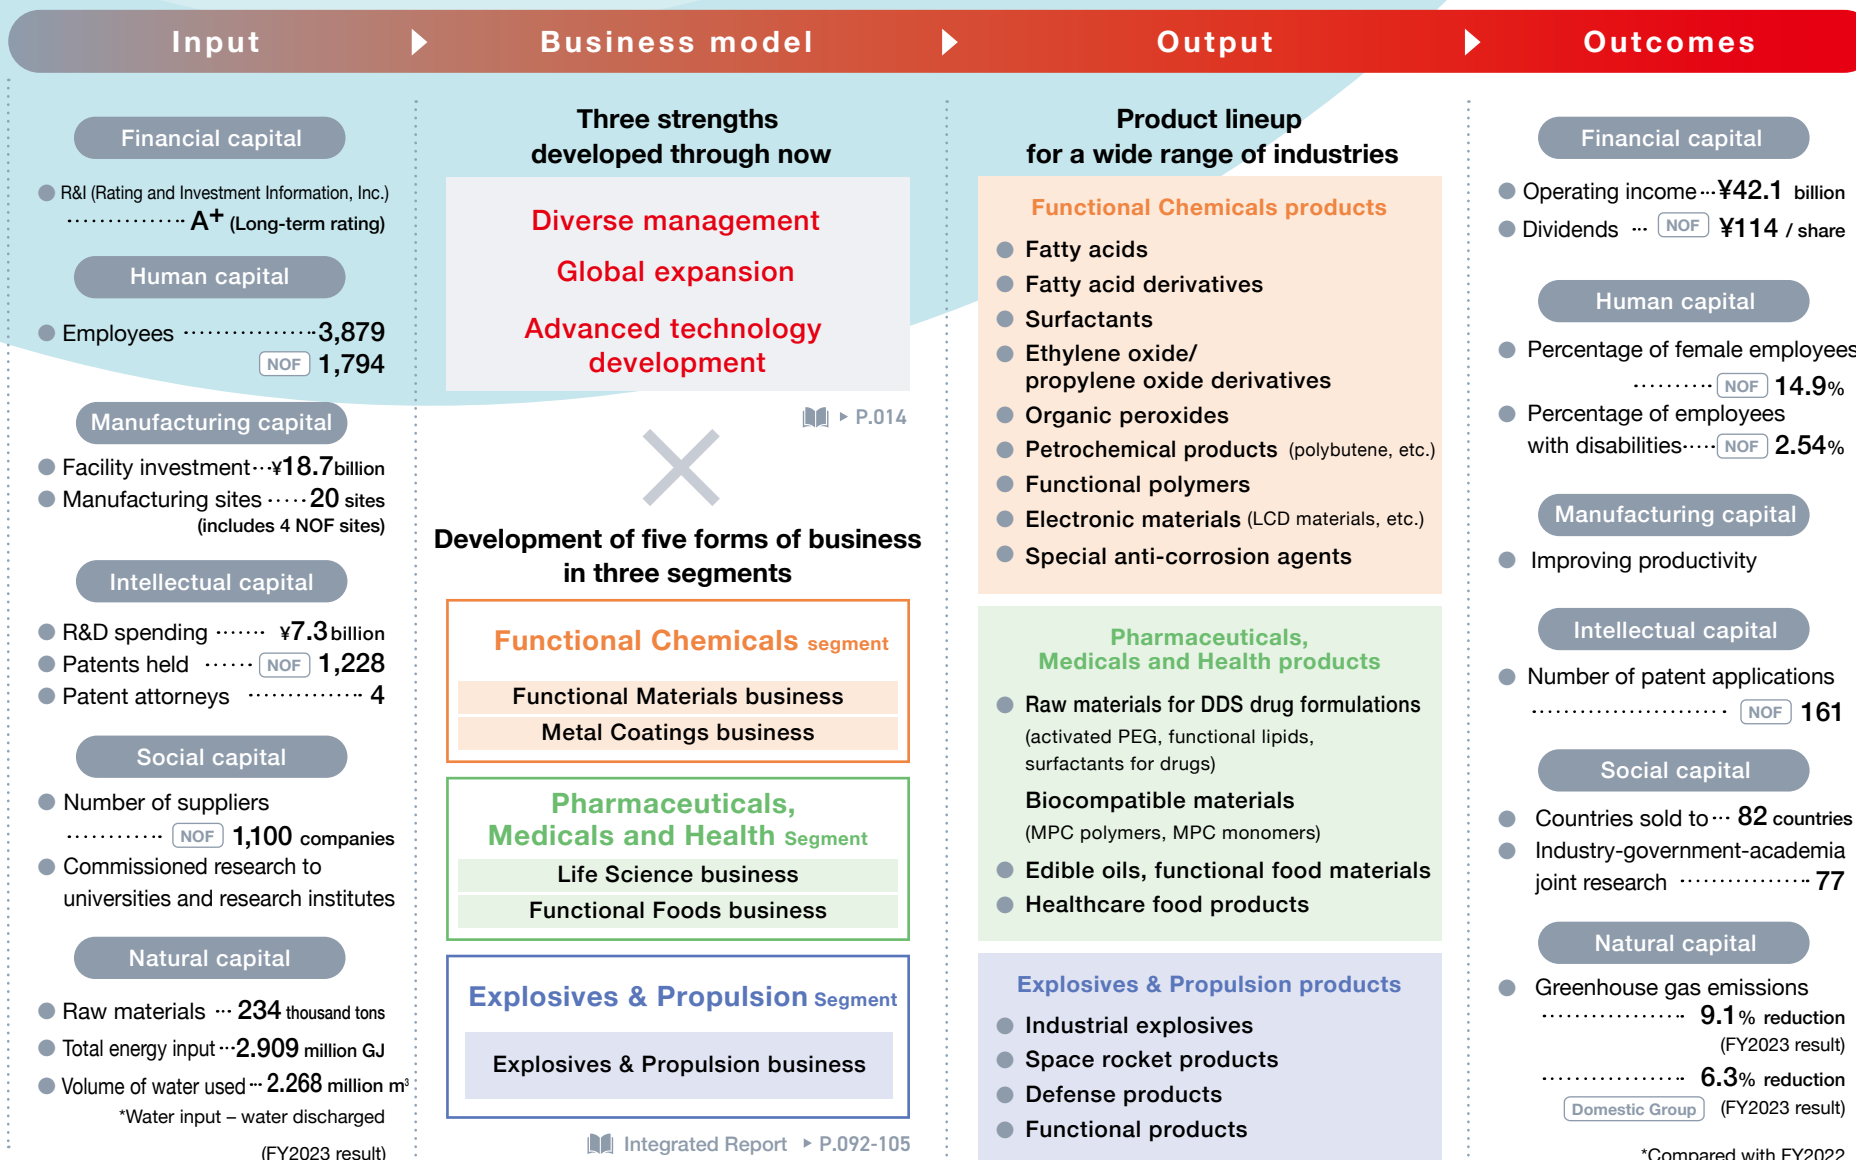 Input
Business model
Output
Outcomes
Financial capital
R&I (Rating and Investment Information, Inc.)
A+ (Long-term rating)
Human capital
Employees 3,879
NOF 1,794
Manufacturing capital
Facility investment ¥18.7 billion
Manufacturing sites 20 sites
(includes 4 NOF sites)
Intellectual capital
R&D spending ¥7.3 billion
Patents held NOF 1,228
Patent attorneys 4
Social capital
Number of suppliers
NOF 1,100 companies
Commissioned research to
universities and research institutes
Natural capital
Raw materials 234 thousand tons
Total energy input 2.909 million GJ
Volume of water used 2.268 million m³
*Water input – water discharged
(FY2023 result)
Three strengths
developed through now
Diverse management
Global expansion
Advanced technology
development
P.014
×
Development of five forms of business
in three segments
Functional Chemicals segment
Functional Materials business
Metal Coatings business
Pharmaceuticals,
Medicals and Health Segment
Life Science business
Functional Foods business
Explosives & Propulsion Segment
Explosives & Propulsion business
Integrated Report P.092-105
Product lineup
for a wide range of industries
Functional Chemicals products
Fatty acids
Fatty acid derivatives
Surfactants
Ethylene oxide/
propylene oxide derivatives
Organic peroxides
Petrochemical products (polybutene, etc.)
Functional polymers
Electronic materials (LCD materials, etc.)
Special anti-corrosion agents
Pharmaceuticals,
Medicals and Health products
Raw materials for DDS drug formulations
(activated PEG, functional lipids,
surfactants for drugs)
Biocompatible materials
(MPC polymers, MPC monomers)
Edible oils, functional food materials
Healthcare food products
Explosives & Propulsion products
Industrial explosives
Space rocket products
Defense products
Functional products
Financial capital
Operating income ¥42.1 billion
Dividends NOF ¥114 / share
Human capital
Percentage of female employees
NOF 14.9%
Percentage of employees
with disabilities NOF 2.54%
Manufacturing capital
Improving productivity
Intellectual capital
Number of patent applications
NOF 161
Social capital
Countries sold to 82 countries
Industry-government-academia
joint research 77
Natural capital
Greenhouse gas emissions
9.1% reduction
(FY2023 result)
6.3% reduction
Domestic Group (FY2023 result)
*Compared with FY2022